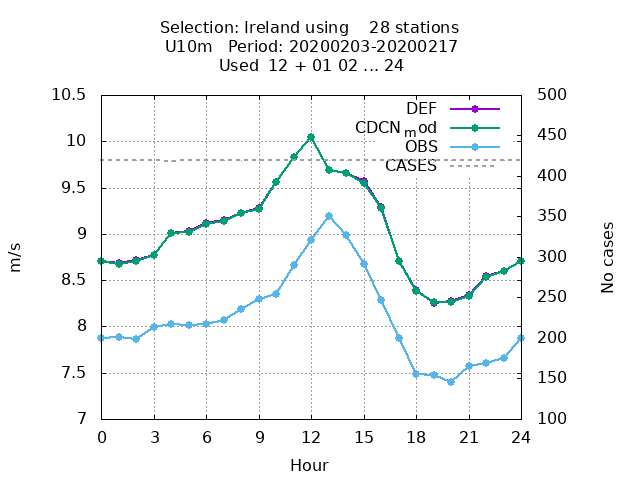 Selection: Ireland using 28 stations
U10m Period: 20200203-20200217
Used 12 + 01 02 ... 24
10.5
10
9.5
9
8.5
8
7.5
7
500
450
400
350
300
250
200
150
100
DEF
CDCN_mod
OBS
CASES
m/s
No cases
0 3 6 9 12 15 18 21 24
Hour